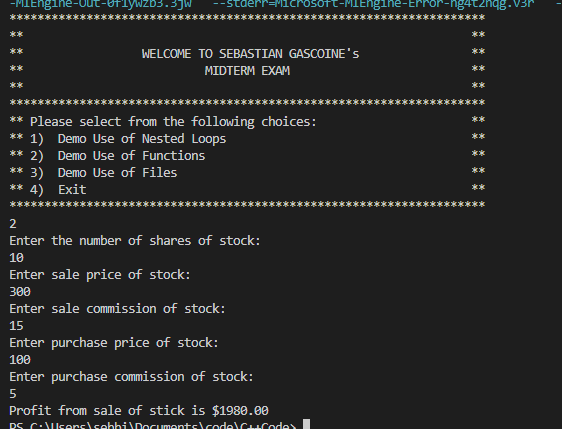 -MIEngine-Out-0flywzb3.3jw --stderr=Microsoft-MIEngine-Error-hg4t2nqg.v3r -
********************************************************************
** **
** WELCOME TO SEBASTIAN GASCOINE's **
** MIDTERM EXAM **
** **
********************************************************************
** Please select from the following choices: **
** 1) Demo Use of Nested Loops **
** 2) Demo Use of Functions **
** 3) Demo Use of Files **
** 4) Exit **
********************************************************************
2
Enter the number of shares of stock:
10
Enter sale price of stock:
300
Enter sale commission of stock:
15
Enter purchase price of stock:
100
Enter purchase commission of stock:
5
Profit from sale of stick is $1980.00
PS C:\Users\sebbi\Documents\code\C++Code>